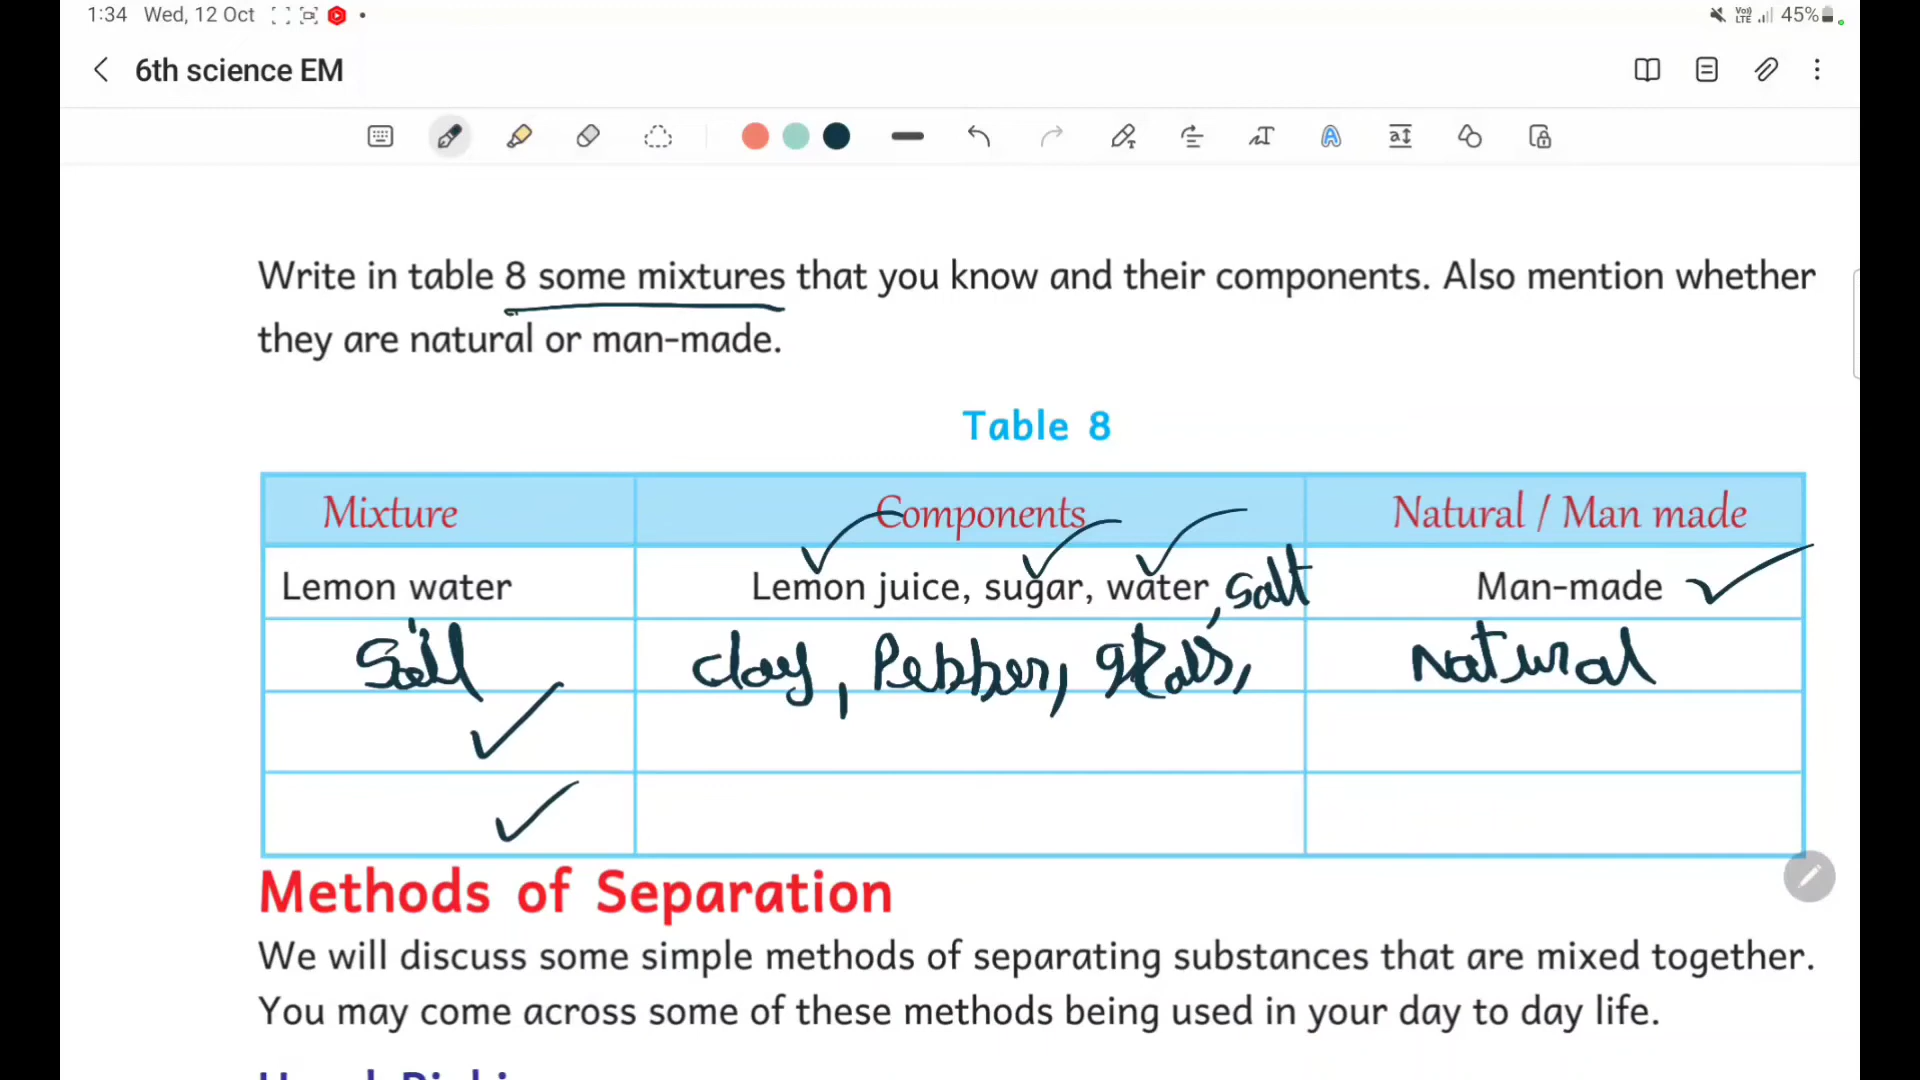 1:34 Wed, 12 Oct 45%
6th science EM
Write in table 8 some mixtures that you know and their components. Also mention whether
they are natural or man-made.
Table 8
Mixture Components Natural / Man made
Lemon water Lemon juice, sugar, water, salt Man-made
Soil clay, Pebber, Natural
Methods of Separation
We will discuss some simple methods of separating substances that are mixed together.
You may come across some of these methods being used in your day to day life.